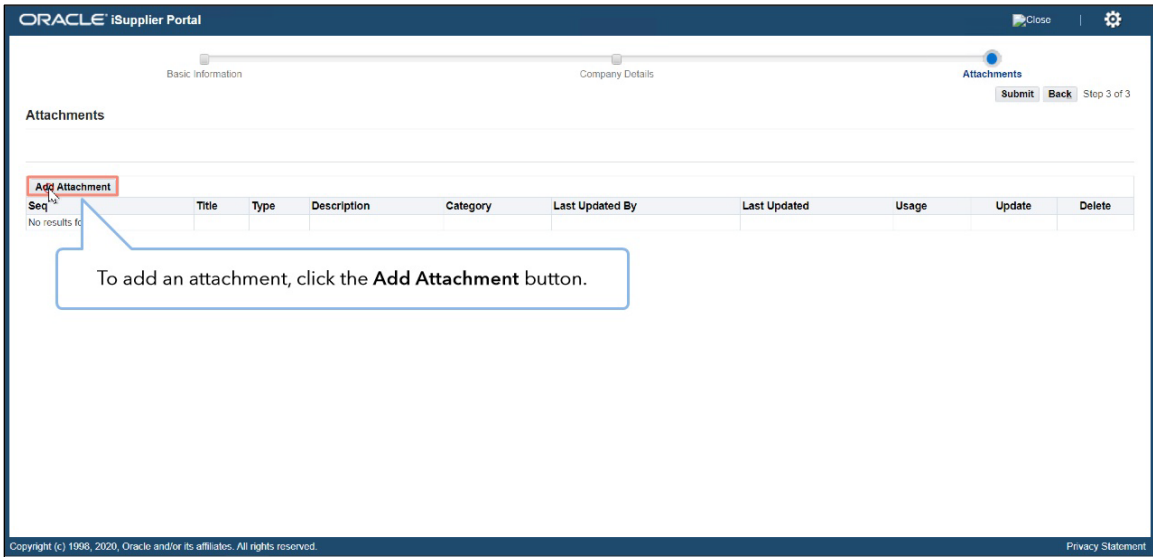 ORACLE iSupplier Portal
Close
Basic Information
Company Details
Attachments
Submit Back Step 3 of 3
Attachments
Add Attachment
Seq Title Type Description Category Last Updated By Last Updated Usage Update Delete
No results
To add an attachment, click the Add Attachment button.
Copyright (c) 1998, 2020, Oracle and/or its affiliates. All rights reserved.
Privacy Statement